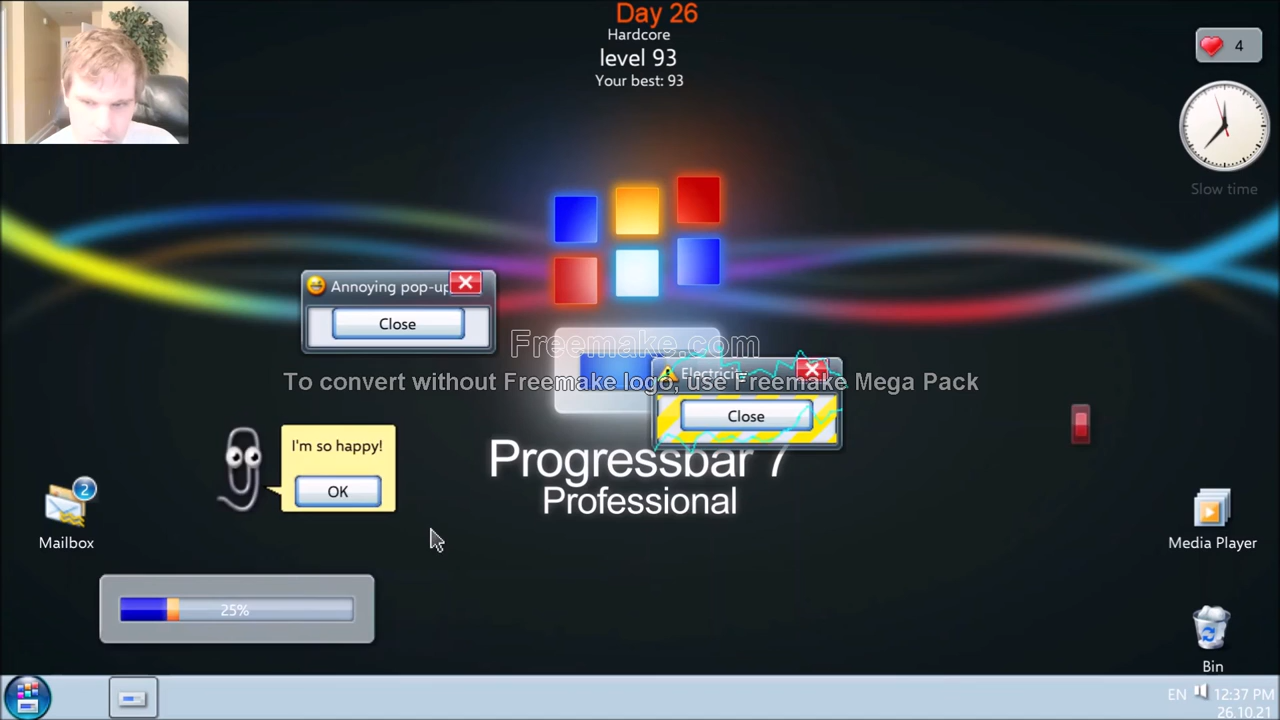 Day 26
Hardcore
level 93
Your best: 93
4
Slow time
Annoying pop-up
Close
Freemake.com
To convert without Freemake logo, use Freemake Mega Pack
Close
I'm so happy!
OK
Progressbar 7
Professional
2
Mailbox
Media Player
25%
Bin
EN 12:37 PM
26.10.21